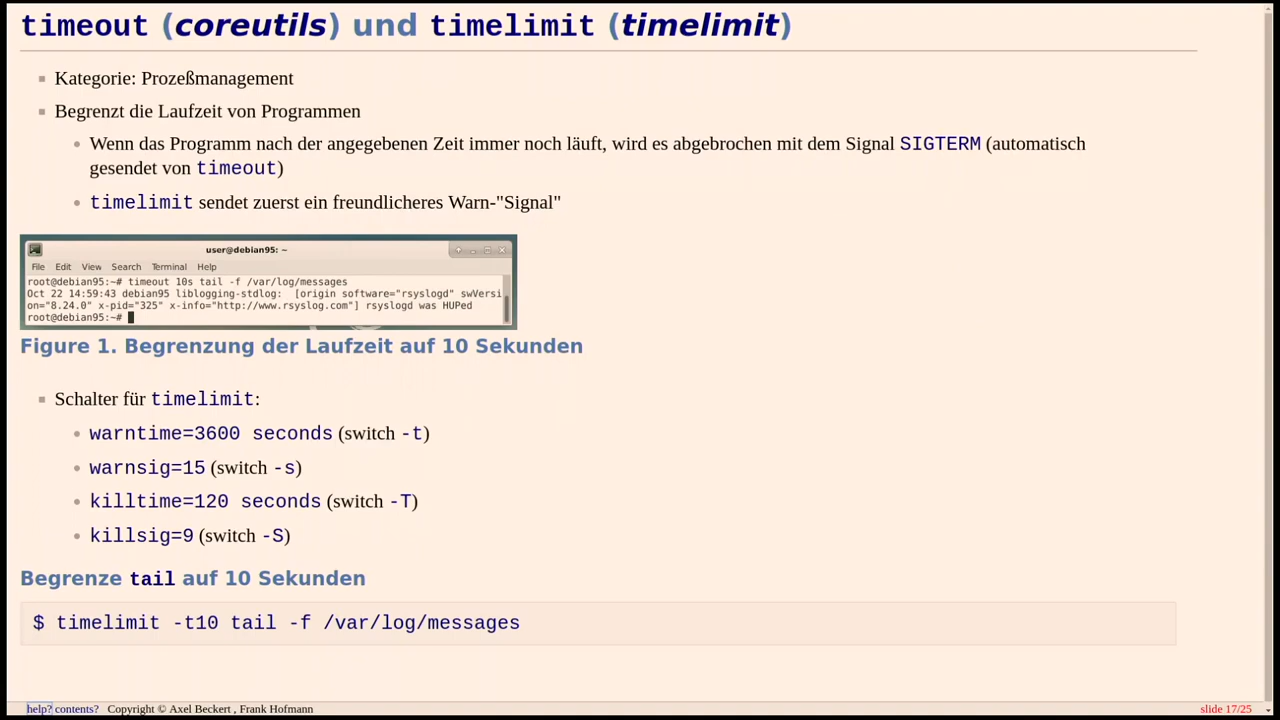 timeout (coreutils) und timelimit (timelimit)
Kategorie: Prozeßmanagement
Begrenzt die Laufzeit von Programmen
Wenn das Programm nach der angegebenen Zeit immer noch läuft, wird es abgebrochen mit dem Signal SIGTERM (automatisch
gesendet von timeout)
timelimit sendet zuerst ein freundlicheres Warn-"Signal"
user@debian95: ~
File Edit View Search Terminal Help
root@debian95:~# timeout 10s tail -f /var/log/messages
Oct 22 14:59:43 debian95 liblogging-stdlog:  [origin software="rsyslogd" swVersi
on="8.24.0" x-pid="325" x-info="http://www.rsyslog.com"] rsyslogd was HUPed
root@debian95:~#
Figure 1. Begrenzung der Laufzeit auf 10 Sekunden
Schalter für timelimit:
warntime=3600 seconds (switch -t)
warnsig=15 (switch -s)
killtime=120 seconds (switch -T)
killsig=9 (switch -S)
Begrenze tail auf 10 Sekunden
$ timelimit -t10 tail -f /var/log/messages
help? contents? Copyright © Axel Beckert , Frank Hofmann
slide 17/25